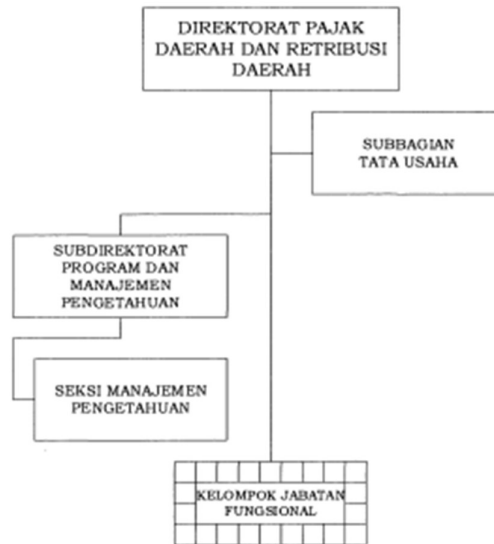 DIREKTORAT PAJAK
DAERAH DAN RETRIBUSI
DAERAH
SUBBAGIAN
TATA USAHA
SUBDIREKTORAT
PROGRAM DAN
MANAJEMEN
PENGETAHUAN
SEKSI MANAJEMEN
PENGETAHUAN
KELOMPOK JABATAN
FUNGSIONAL